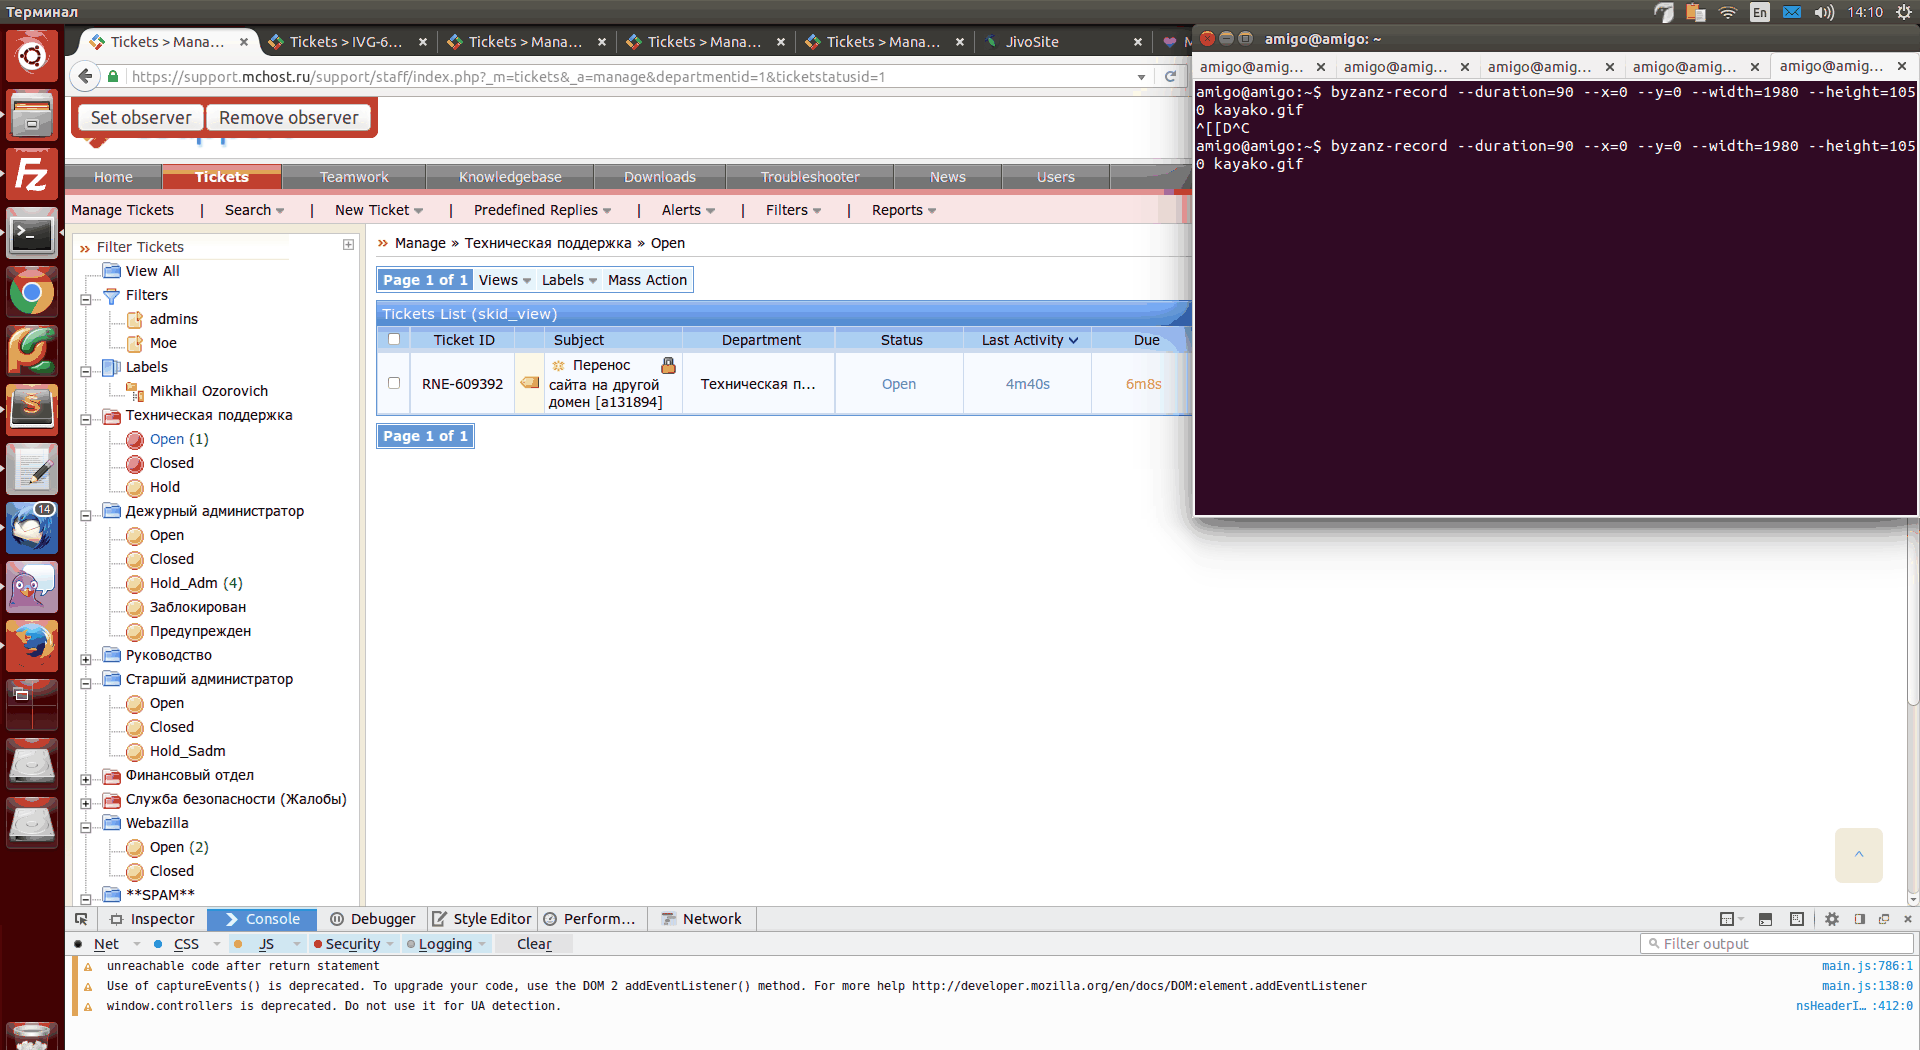 Терминал
En
14:10
Tickets > Mana...
Tickets > IVG-6...
Tickets > Mana...
Tickets > Mana...
Tickets > Mana...
JivoSite
https://support.mchost.ru/support/staff/index.php?_m=tickets&_a=manage&departmentid=1&ticketstatusid=1
Set observer
Remove observer
Home
Tickets
Teamwork
Knowledgebase
Downloads
Troubleshooter
News
Users
Manage Tickets | Search | New Ticket | Predefined Replies | Alerts | Filters | Reports
Filter Tickets
View All
Filters
admins
Moe
Labels
Mikhail Ozorovich
Техническая поддержка
Open (1)
Closed
Hold
Дежурный администратор
Open
Closed
Hold_Adm (4)
Заблокирован
Предупрежден
Руководство
Старший администратор
Open
Closed
Hold_Sadm
Финансовый отдел
Служба безопасности (Жалобы)
Webazilla
Open (2)
Closed
**SPAM**
14
» Manage » Техническая поддержка » Open
Page 1 of 1 Views Labels Mass Action
Tickets List (skid_view)
Ticket ID Subject Department Status Last Activity Due
RNE-609392
Перенос
сайта на другой
домен [a131894]
Техническая п...
Open
4m40s
6m8s
Page 1 of 1
amigo@amigo: ~
amigo@amig...
amigo@amig...
amigo@amig...
amigo@amig...
amigo@amig...
amigo@amigo:~$ byzanz-record --duration=90 --x=0 --y=0 --width=1980 --height=105
0 kayako.gif
^[[D^C
amigo@amigo:~$ byzanz-record --duration=90 --x=0 --y=0 --width=1980 --height=105
0 kayako.gif
Inspector
Console
Debugger
Style Editor
Perform...
Network
Net
CSS
JS
Security
Logging
Clear
Filter output
unreachable code after return statement main.js:786:1
Use of captureEvents() is deprecated. To upgrade your code, use the DOM 2 addEventListener() method. For more help http://developer.mozilla.org/en/docs/DOM:element.addEventListener main.js:138:0
window.controllers is deprecated. Do not use it for UA detection. nsHeaderI... :412:0